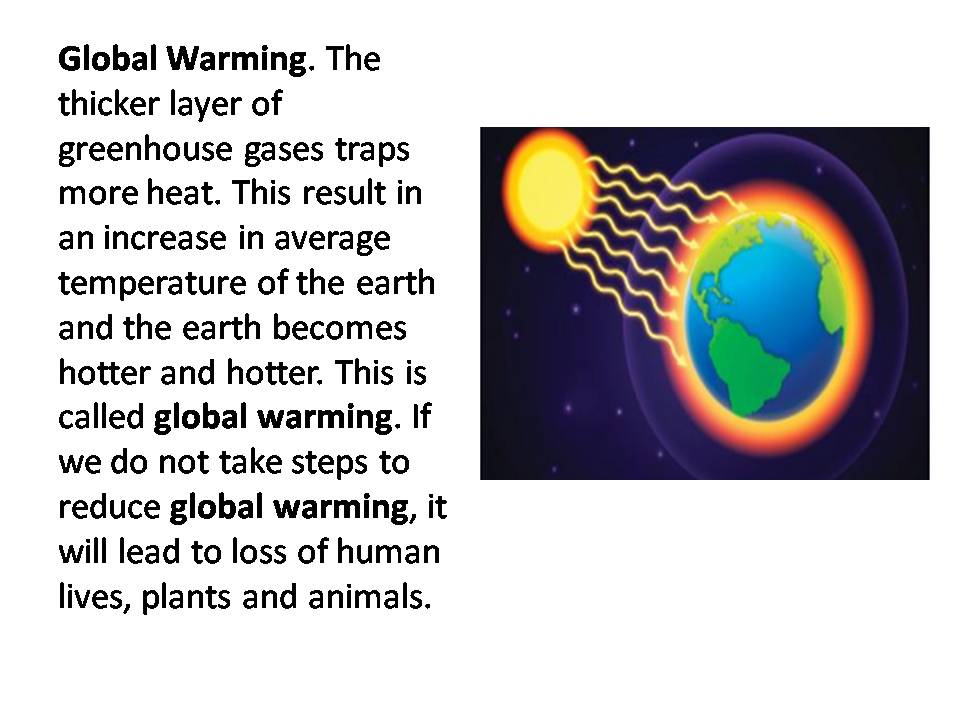 Global Warming. The
thicker layer of
greenhouse gases traps
more heat. This result in
an increase in average
temperature of the earth
and the earth becomes
hotter and hotter. This is
called global warming. If
we do not take steps to
reduce global warming, it
will lead to loss of human
lives, plants and animals.